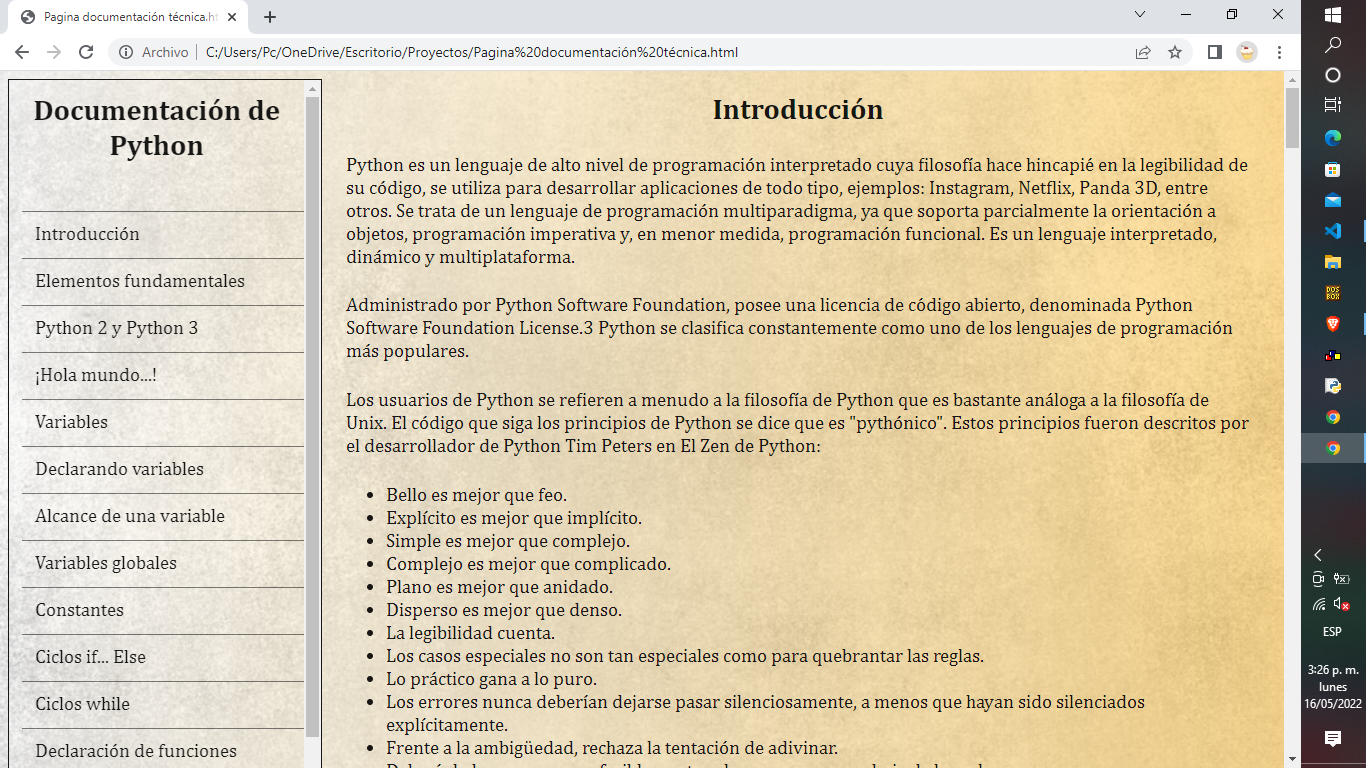 Pagina documentación técnica.ht
Archivo
C:/Users/Pc/OneDrive/Escritorio/Proyectos/Pagina%20documentación%20técnica.html
Documentación de
Python
Introducción
Elementos fundamentales
Python 2 y Python 3
¡Hola mundo...!
Variables
Declarando variables
Alcance de una variable
Variables globales
Constantes
Ciclos if... Else
Ciclos while
Declaración de funciones
Introducción
Python es un lenguaje de alto nivel de programación interpretado cuya filosofía hace hincapié en la legibilidad de
su código, se utiliza para desarrollar aplicaciones de todo tipo, ejemplos: Instagram, Netflix, Panda 3D, entre
otros. Se trata de un lenguaje de programación multiparadigma, ya que soporta parcialmente la orientación a
objetos, programación imperativa y, en menor medida, programación funcional. Es un lenguaje interpretado,
dinámico y multiplataforma.
Administrado por Python Software Foundation, posee una licencia de código abierto, denominada Python
Software Foundation License.3 Python se clasifica constantemente como uno de los lenguajes de programación
más populares.
Los usuarios de Python se refieren a menudo a la filosofía de Python que es bastante análoga a la filosofía de
Unix. El código que siga los principios de Python se dice que es "pythónico". Estos principios fueron descritos por
el desarrollador de Python Tim Peters en El Zen de Python:
• Bello es mejor que feo.
• Explícito es mejor que implícito.
• Simple es mejor que complejo.
• Complejo es mejor que complicado.
• Plano es mejor que anidado.
• Disperso es mejor que denso.
• La legibilidad cuenta.
• Los casos especiales no son tan especiales como para quebrantar las reglas.
• Lo práctico gana a lo puro.
• Los errores nunca deberían dejarse pasar silenciosamente, a menos que hayan sido silenciados
explícitamente.
• Frente a la ambigüedad, rechaza la tentación de adivinar.
DOS
BOX
ESP
3:26 p. m.
lunes
16/05/2022